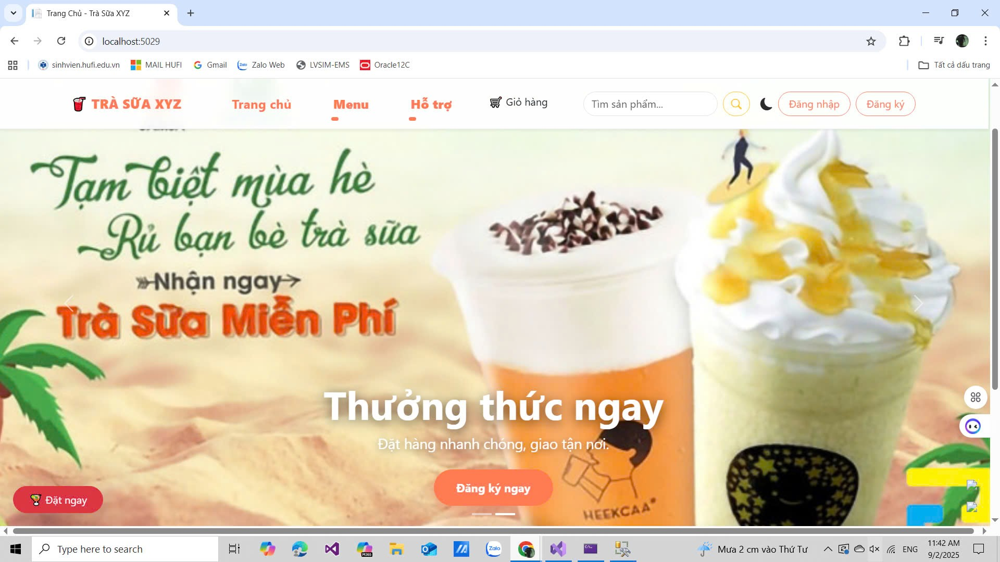 Trang Chủ - Trà Sữa XYZ
localhost:5029
sinhvien.hufi.edu.vn
MAIL HUFI
Gmail
Zalo Web
LVSIM-EMS
Oracle12C
Tất cả dấu trang
TRÀ SỮA XYZ
Trang chủ
Menu
Hỗ trợ
Giỏ hàng
Tìm sản phẩm...
Đăng nhập
Đăng ký
Tạm biệt mùa hè
Rủ bạn bè trà sữa
Nhận ngay
Trà Sữa Miễn Phí
Thưởng thức ngay
Đặt hàng nhanh chóng, giao tận nơi.
Đăng ký ngay
HEEKCAA
Đặt ngay
Type here to search
M365
Zalo
Mưa 2 cm vào Thứ Tư
ENG
11:42 AM
9/2/2025